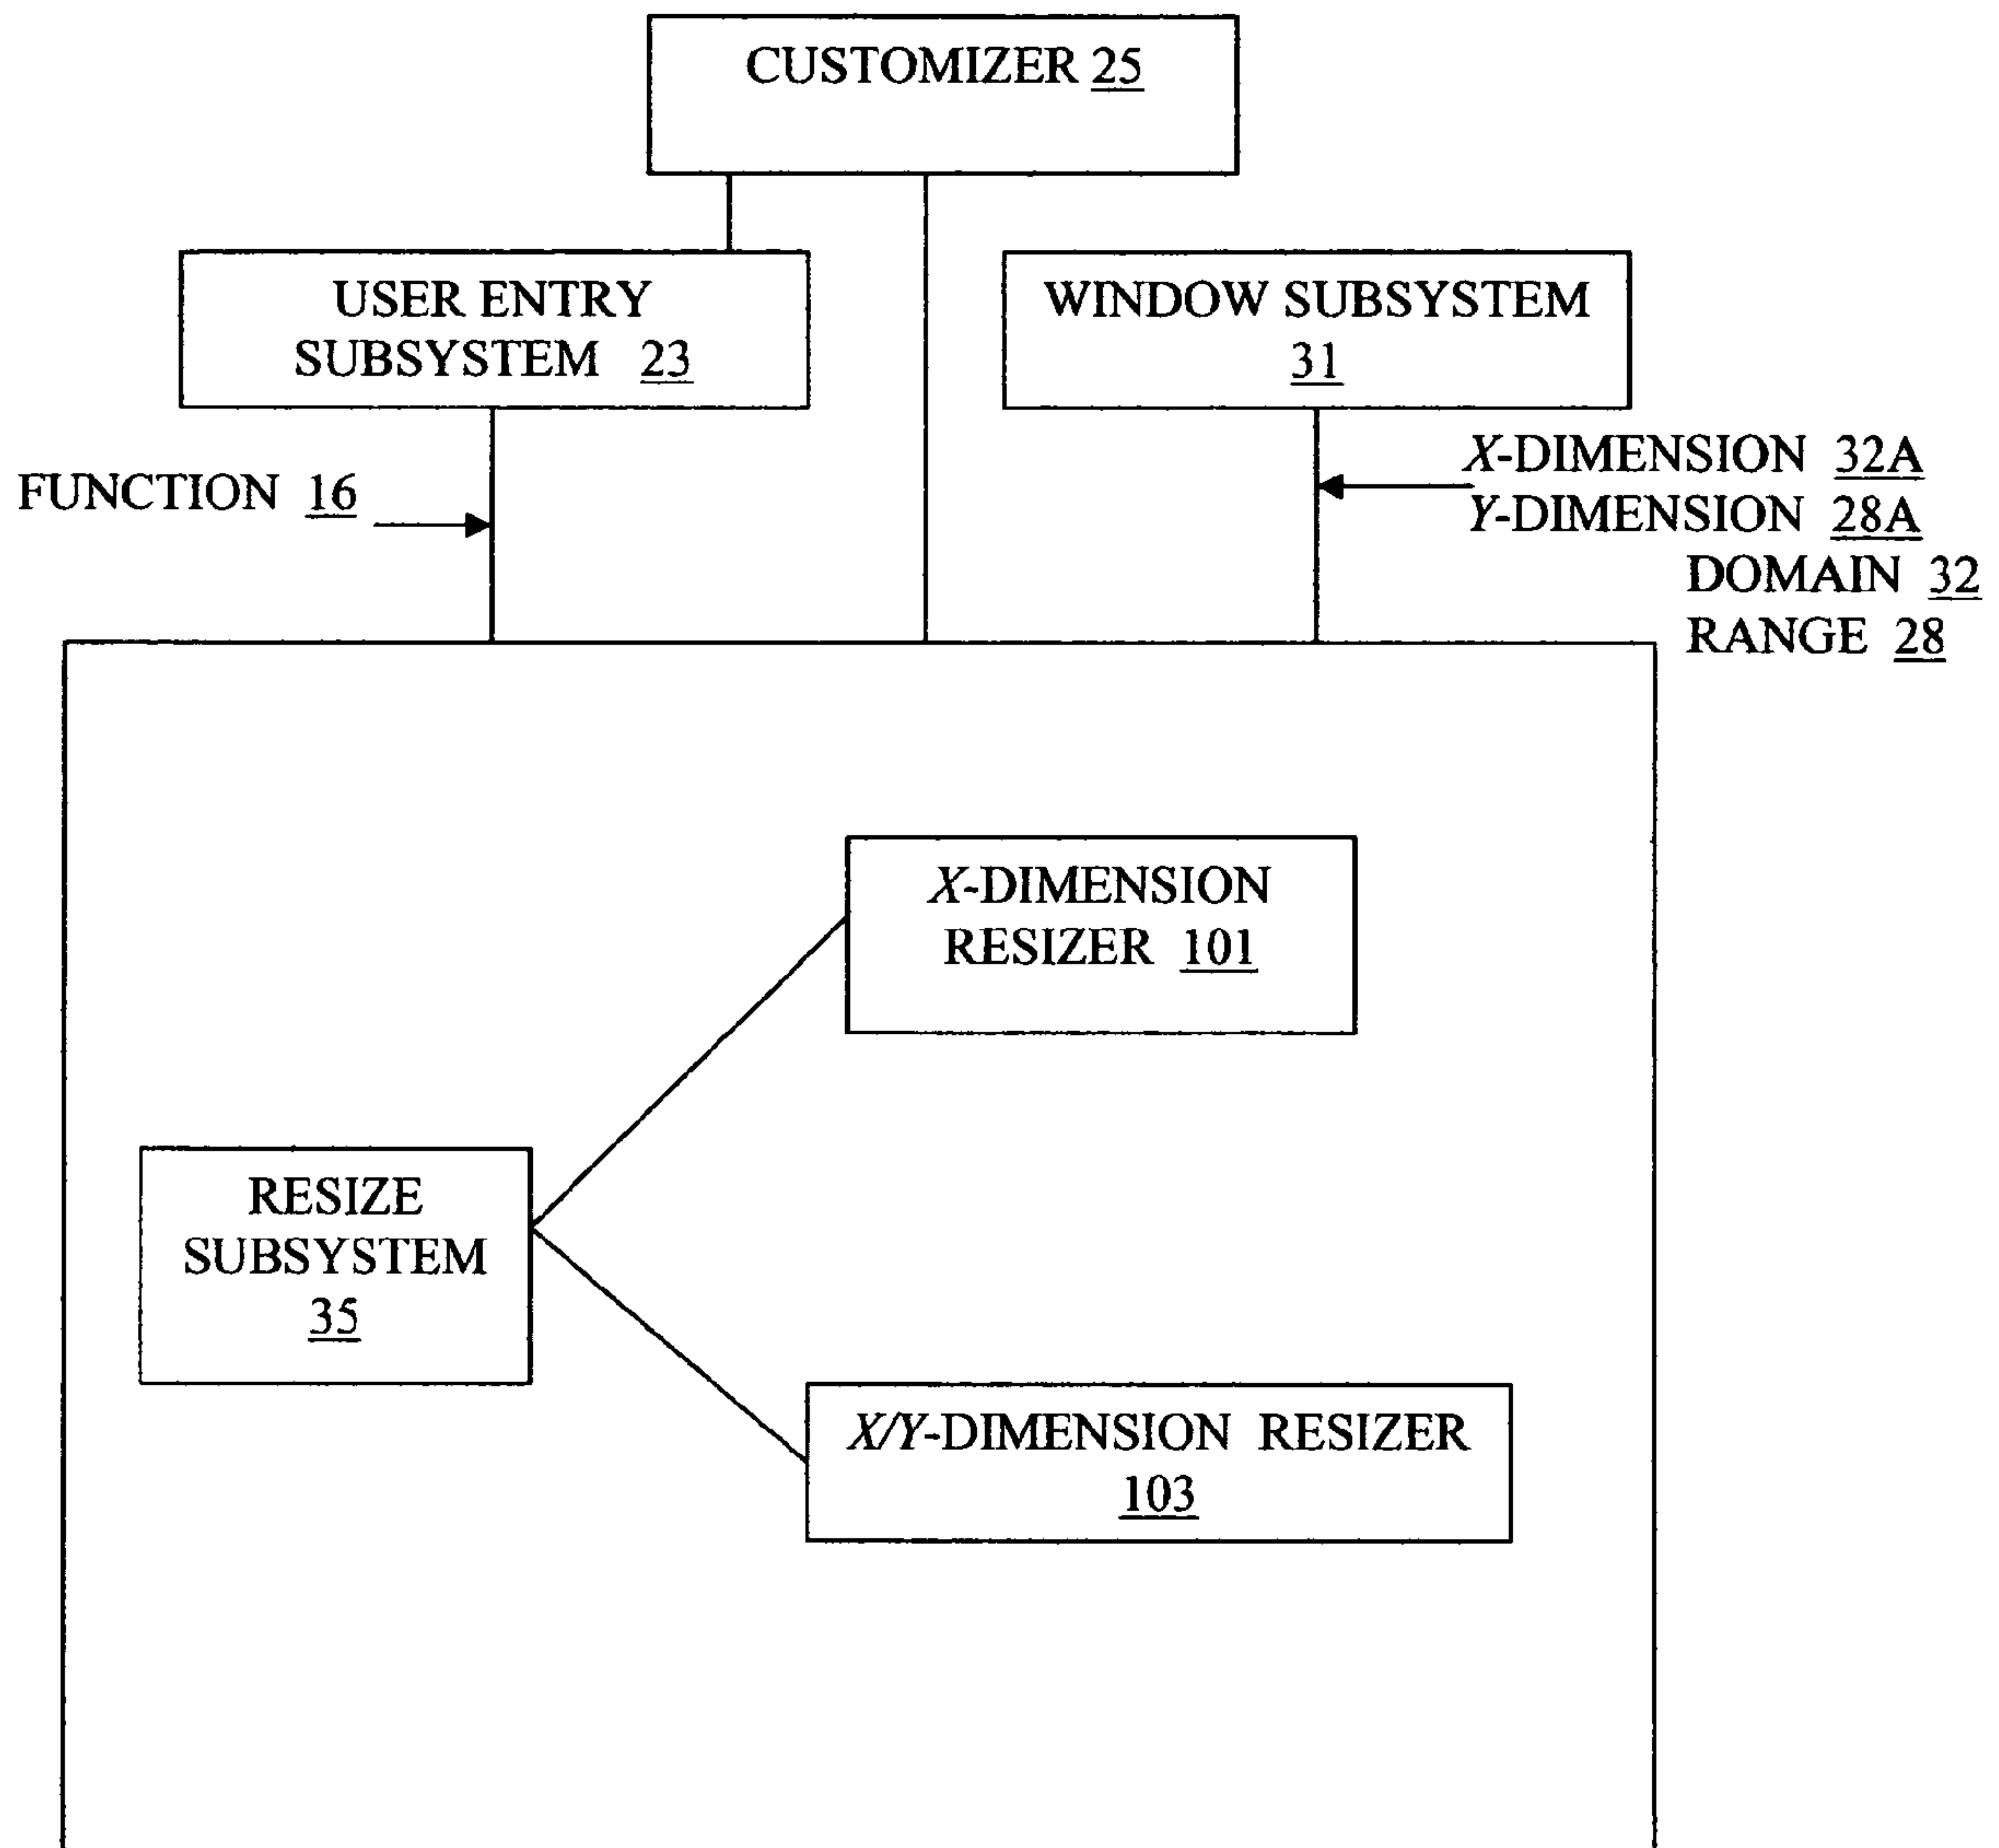 CUSTOMIZER 25
USER ENTRY
SUBSYSTEM 23
WINDOW SUBSYSTEM
31
FUNCTION 16
X-DIMENSION 32A
Y-DIMENSION 28A
DOMAIN 32
RANGE 28
X-DIMENSION
RESIZER 101
RESIZE
SUBSYSTEM
35
X/Y-DIMENSION RESIZER
103